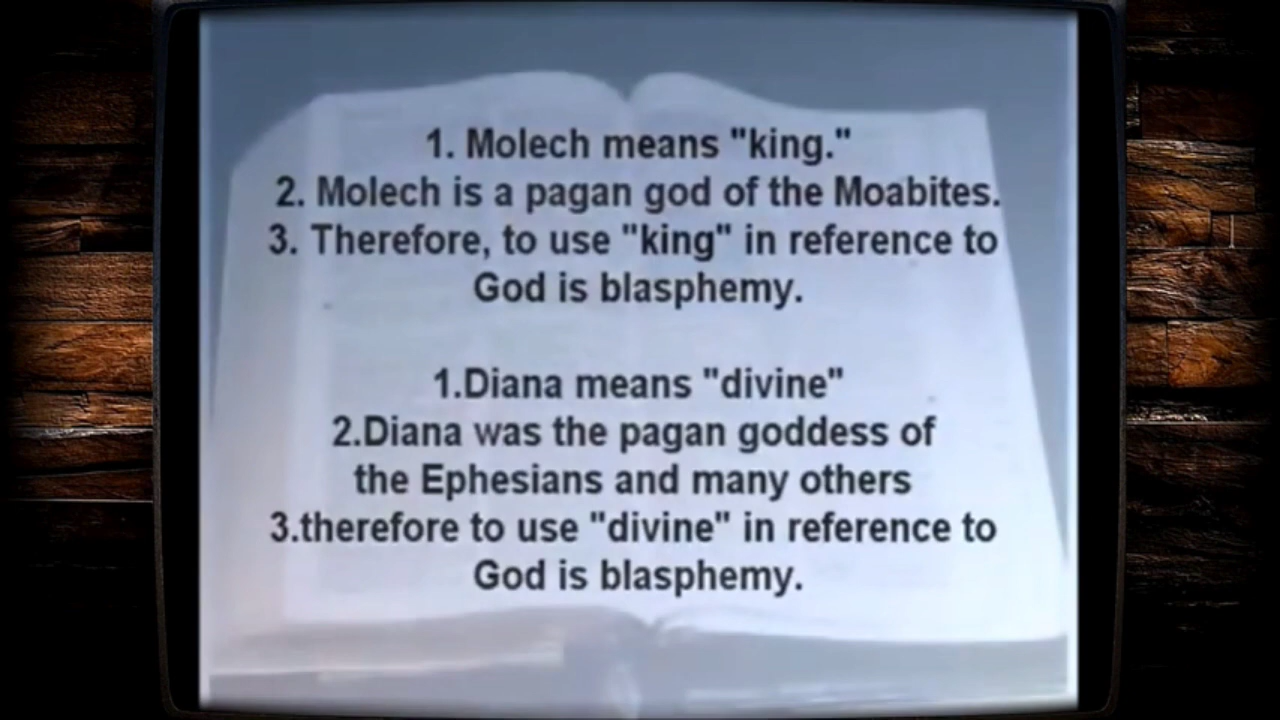 1. Molech means "king."
2. Molech is a pagan god of the Moabites.
3. Therefore, to use "king" in reference to
God is blasphemy.
1.Diana means "divine"
2.Diana was the pagan goddess of
the Ephesians and many others
3.therefore to use "divine" in reference to
God is blasphemy.